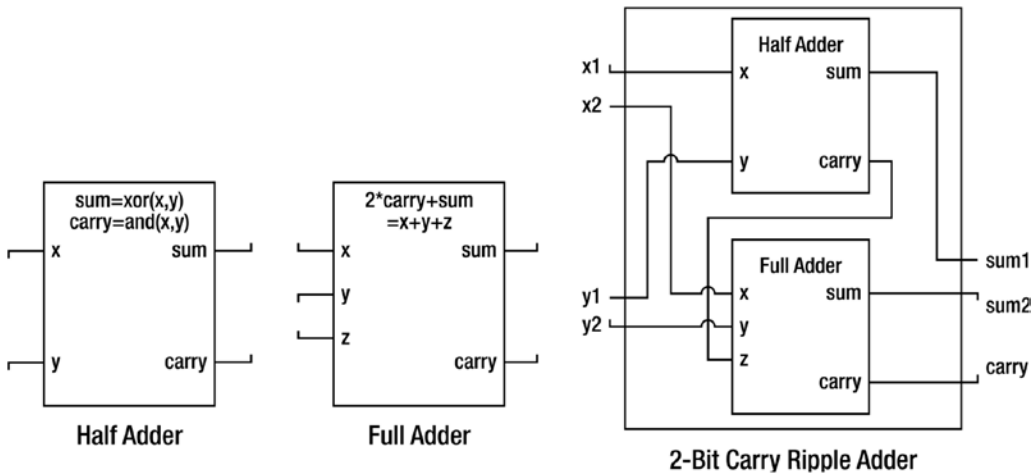 sum=xor(x,y)
carry=and(x,y)
x
sum
y
carry
Half Adder
2*carry+sum
=x+y+z
x
sum
y
z
carry
Full Adder
x1
x2
y1
y2
Half Adder
x
sum
y
carry
Full Adder
x
sum
y
z
carry
sum1
sum2
carry
2-Bit Carry Ripple Adder